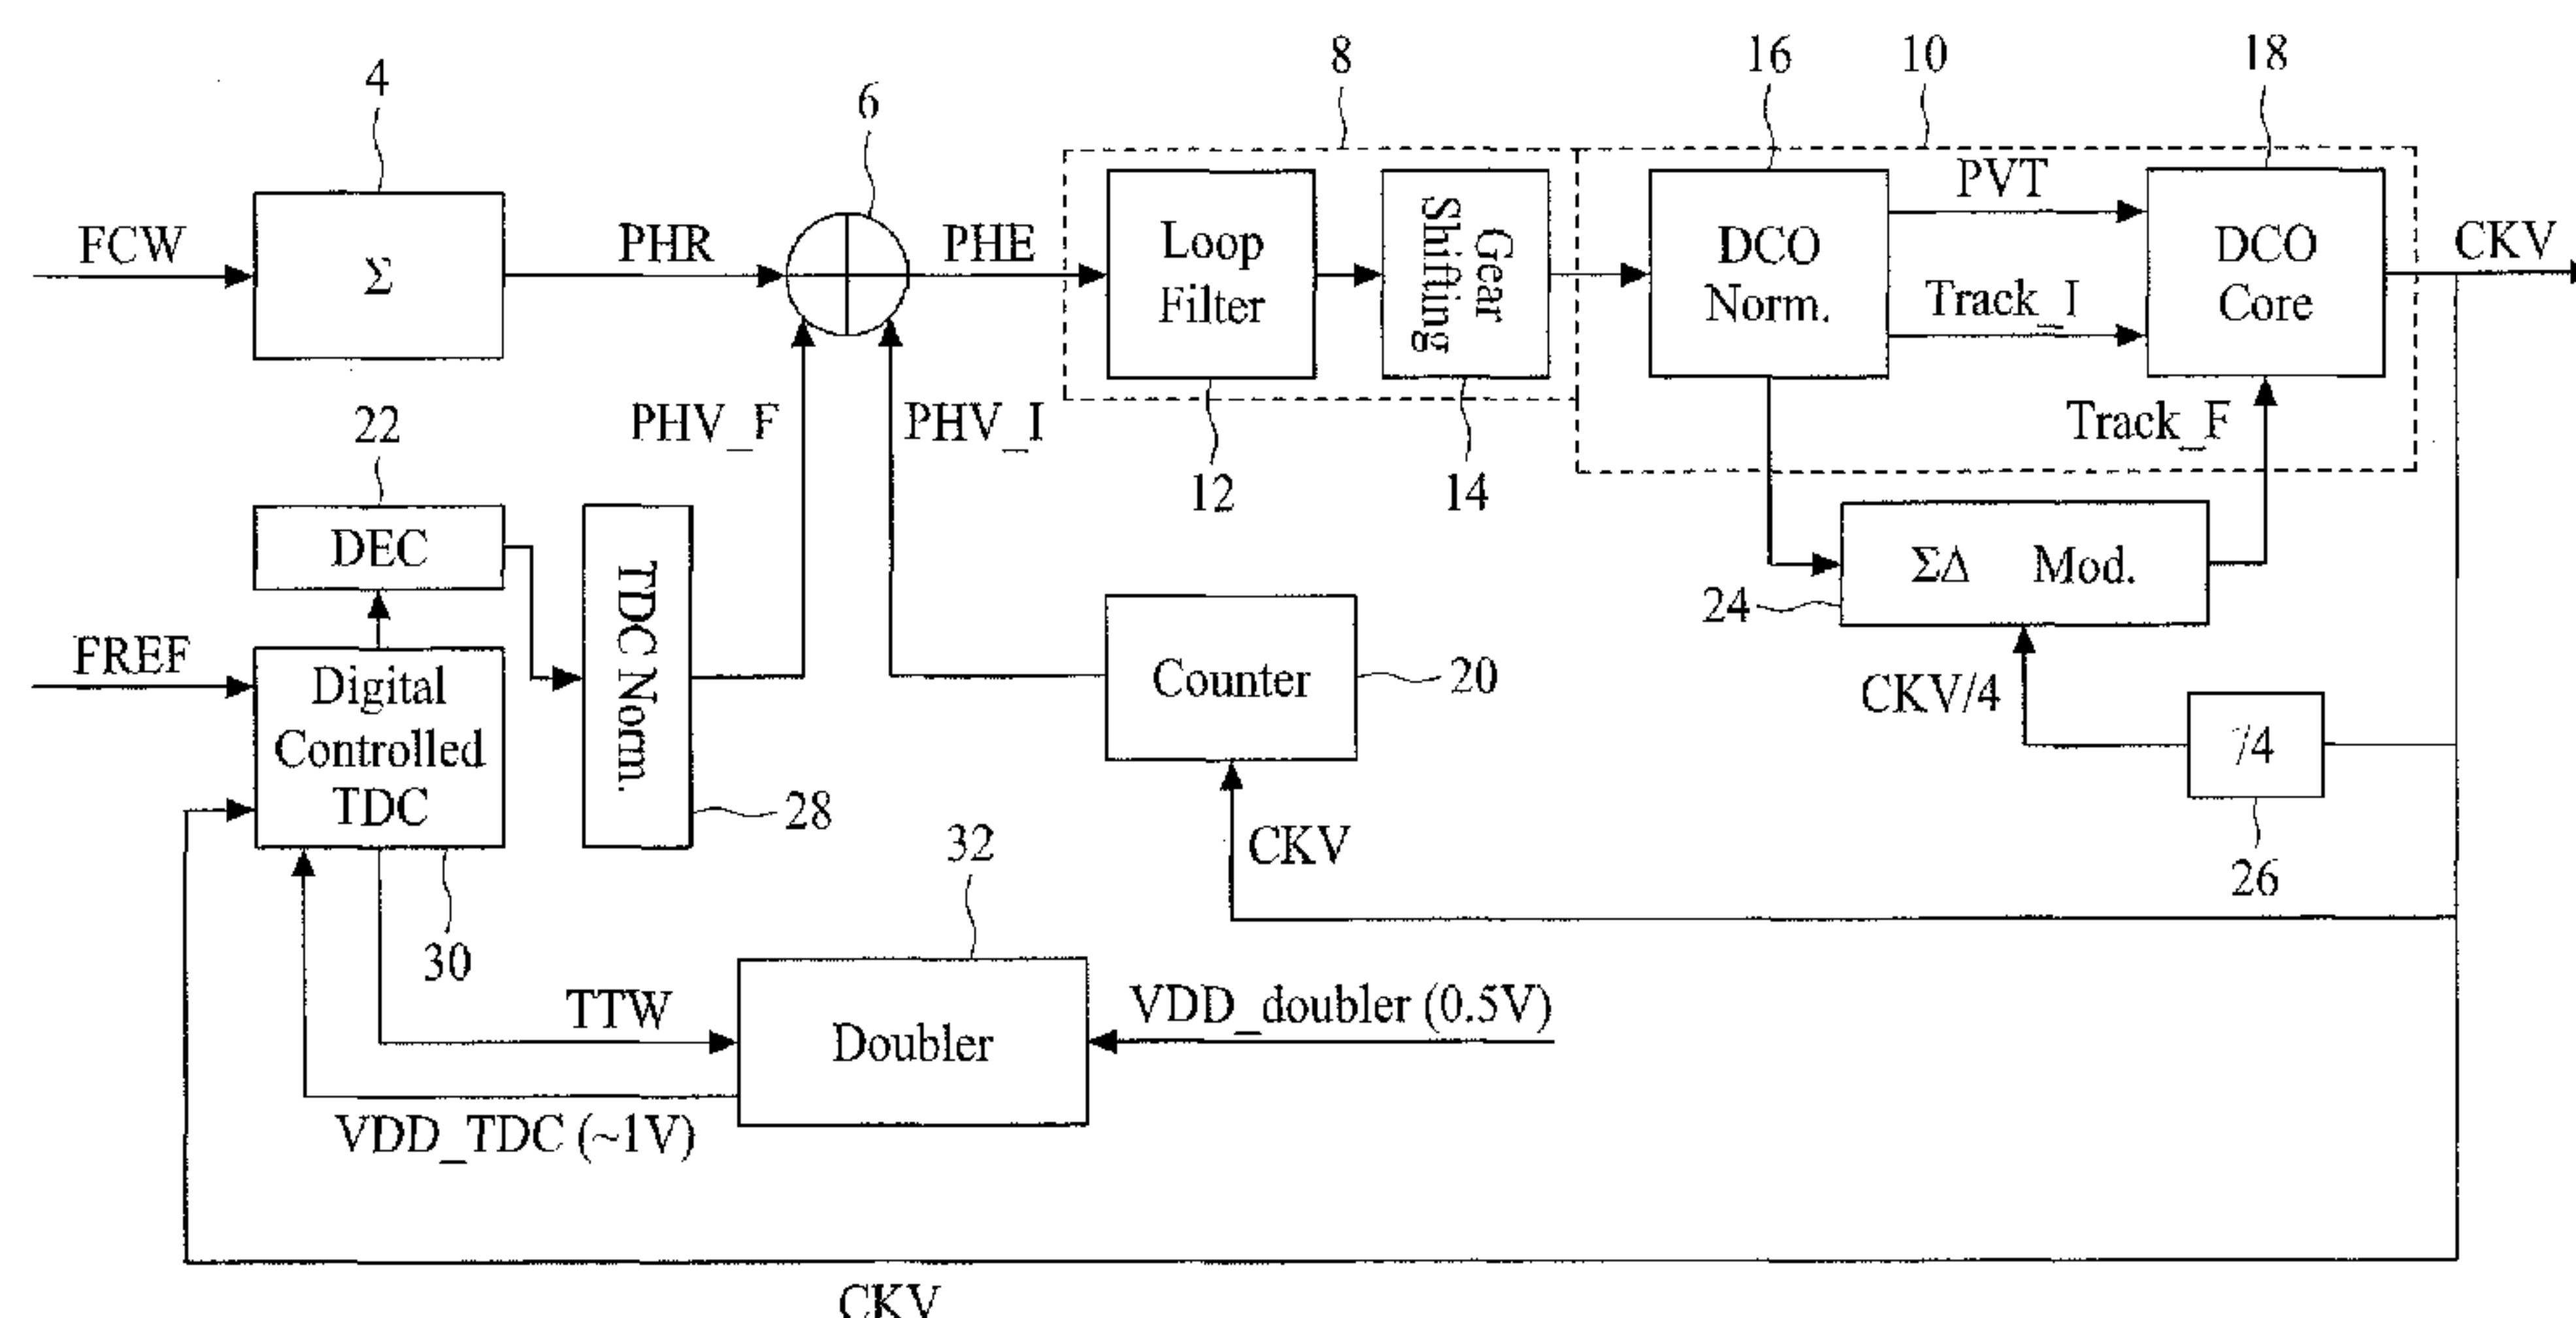 8
16
10
18
4
6
PVT
FCW
Σ
PHR
PHE
Loop
Filter
Gear
Shifting
DCO
Norm.
Track_I
DCO
Core
CKV
22
PHV_F
PHV_I
12
14
Track_F
DEC
TDC Norm.
ΣΔ Mod.
24
FREF
Digital
Controlled
TDC
Counter
20
CKV/4
/4
28
32
CKV
26
30
TTW
Doubler
VDD_doubler (0.5V)
VDD_TDC (~1V)
CKV